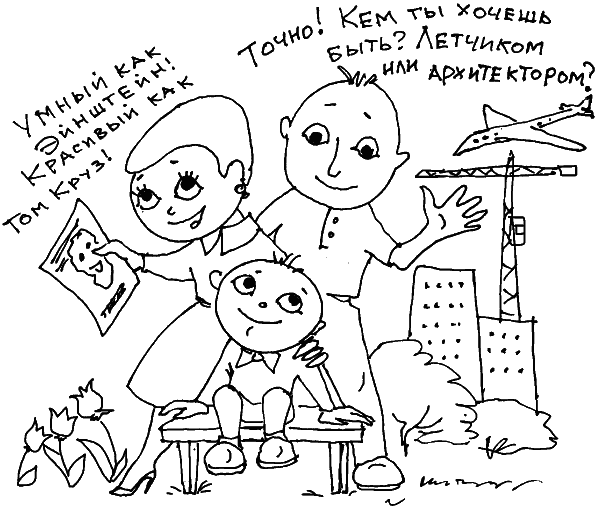 Умный как
Эйнштейн!
Красивый как
Том Круз!
Точно! Кем ты хочешь
быть? Летчиком
или архитектором?